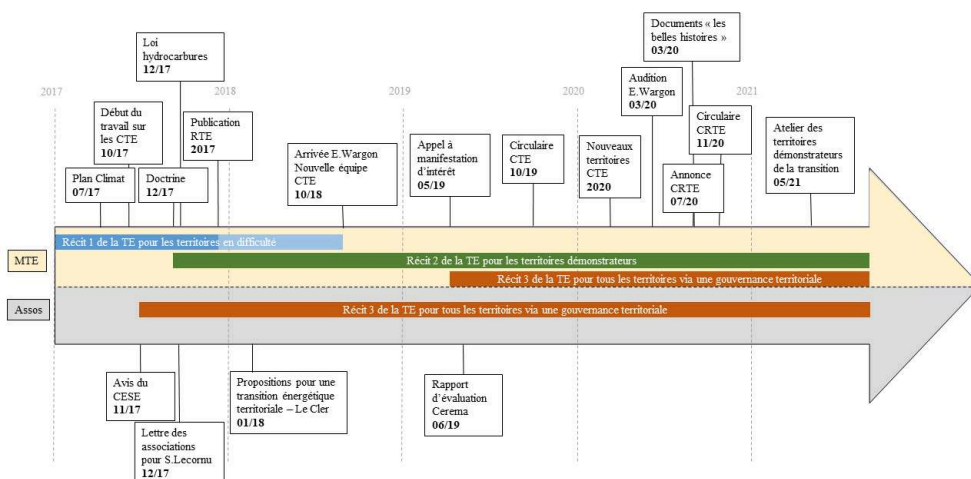 Documents « les
belles histoires »
03/20
Loi
hydrocarbures
12/17
Audition
E.Wargon
03/20
2017
2018
2019
2020
2021
Début du
travail sur
les CTE
10/17
Publication
RTE
2017
Circulaire
CRTE
11/20
Atelier des
territoires
démonstrateurs
de la transition
05/21
Arrivée E.Wargon
Nouvelle équipe
CTE
10/18
Appel à
manifestation
d'intérêt
05/19
Circulaire
CTE
10/19
Nouveaux
territoires
CTE
2020
Plan Climat
07/17
Doctrine
12/17
Annonce
CRTE
07/20
Récit 1 de la TE pour les territoires en difficulté
MTE
Récit 2 de la TE pour les territoires démonstrateurs
Récit 3 de la TE pour tous les territoires via une gouvernance territoriale
Assos
Récit 3 de la TE pour tous les territoires via une gouvernance territoriale
Avis du
CESE
11/17
Propositions pour une
transition énergétique
territoriale – Le Cler
01/18
Rapport
d'évaluation
Cerema
06/19
Lettre des
associations
pour S.Lecornu
12/17